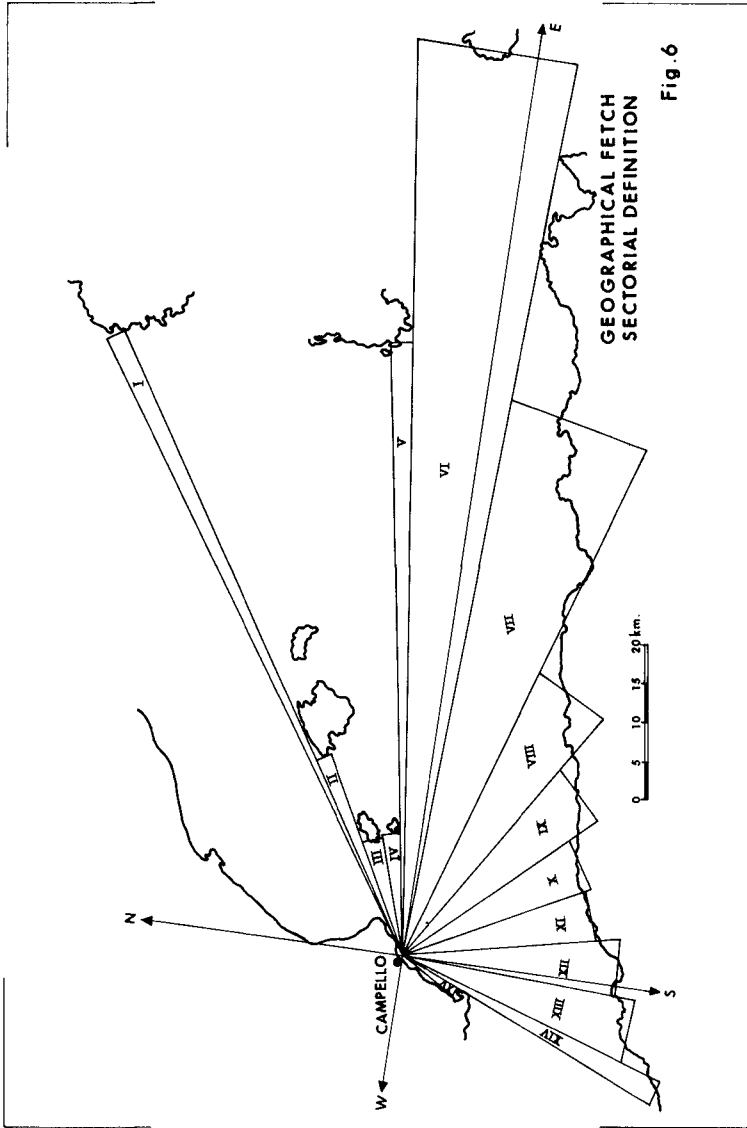 N
E
S
W
CAMPELLO
I
II
III
IV
V
VI
VII
VIII
IX
X
XI
XII
XIII
XIV
0 5 10 15 20 km.
GEOGRAPHICAL FETCH
SECTORIAL DEFINITION
Fig.6